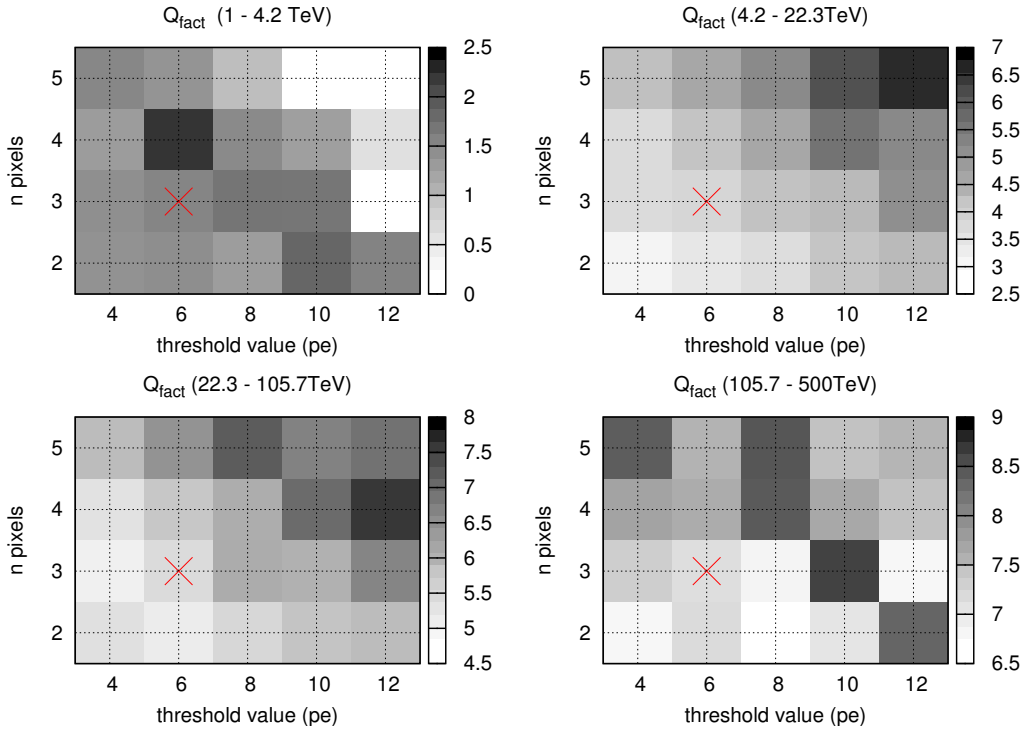 Q_fact (1 - 4.2 TeV)
n pixels
5
4
3
2
4 6 8 10 12
threshold value (pe)
2.5
2
1.5
1
0.5
0
Q_fact (4.2 - 22.3TeV)
n pixels
5
4
3
2
4 6 8 10 12
threshold value (pe)
7
6.5
6
5.5
5
4.5
4
3.5
3
2.5
Q_fact (22.3 - 105.7TeV)
n pixels
5
4
3
2
4 6 8 10 12
threshold value (pe)
8
7.5
7
6.5
6
5.5
5
4.5
Q_fact (105.7 - 500TeV)
n pixels
5
4
3
2
4 6 8 10 12
threshold value (pe)
9
8.5
8
7.5
7
6.5